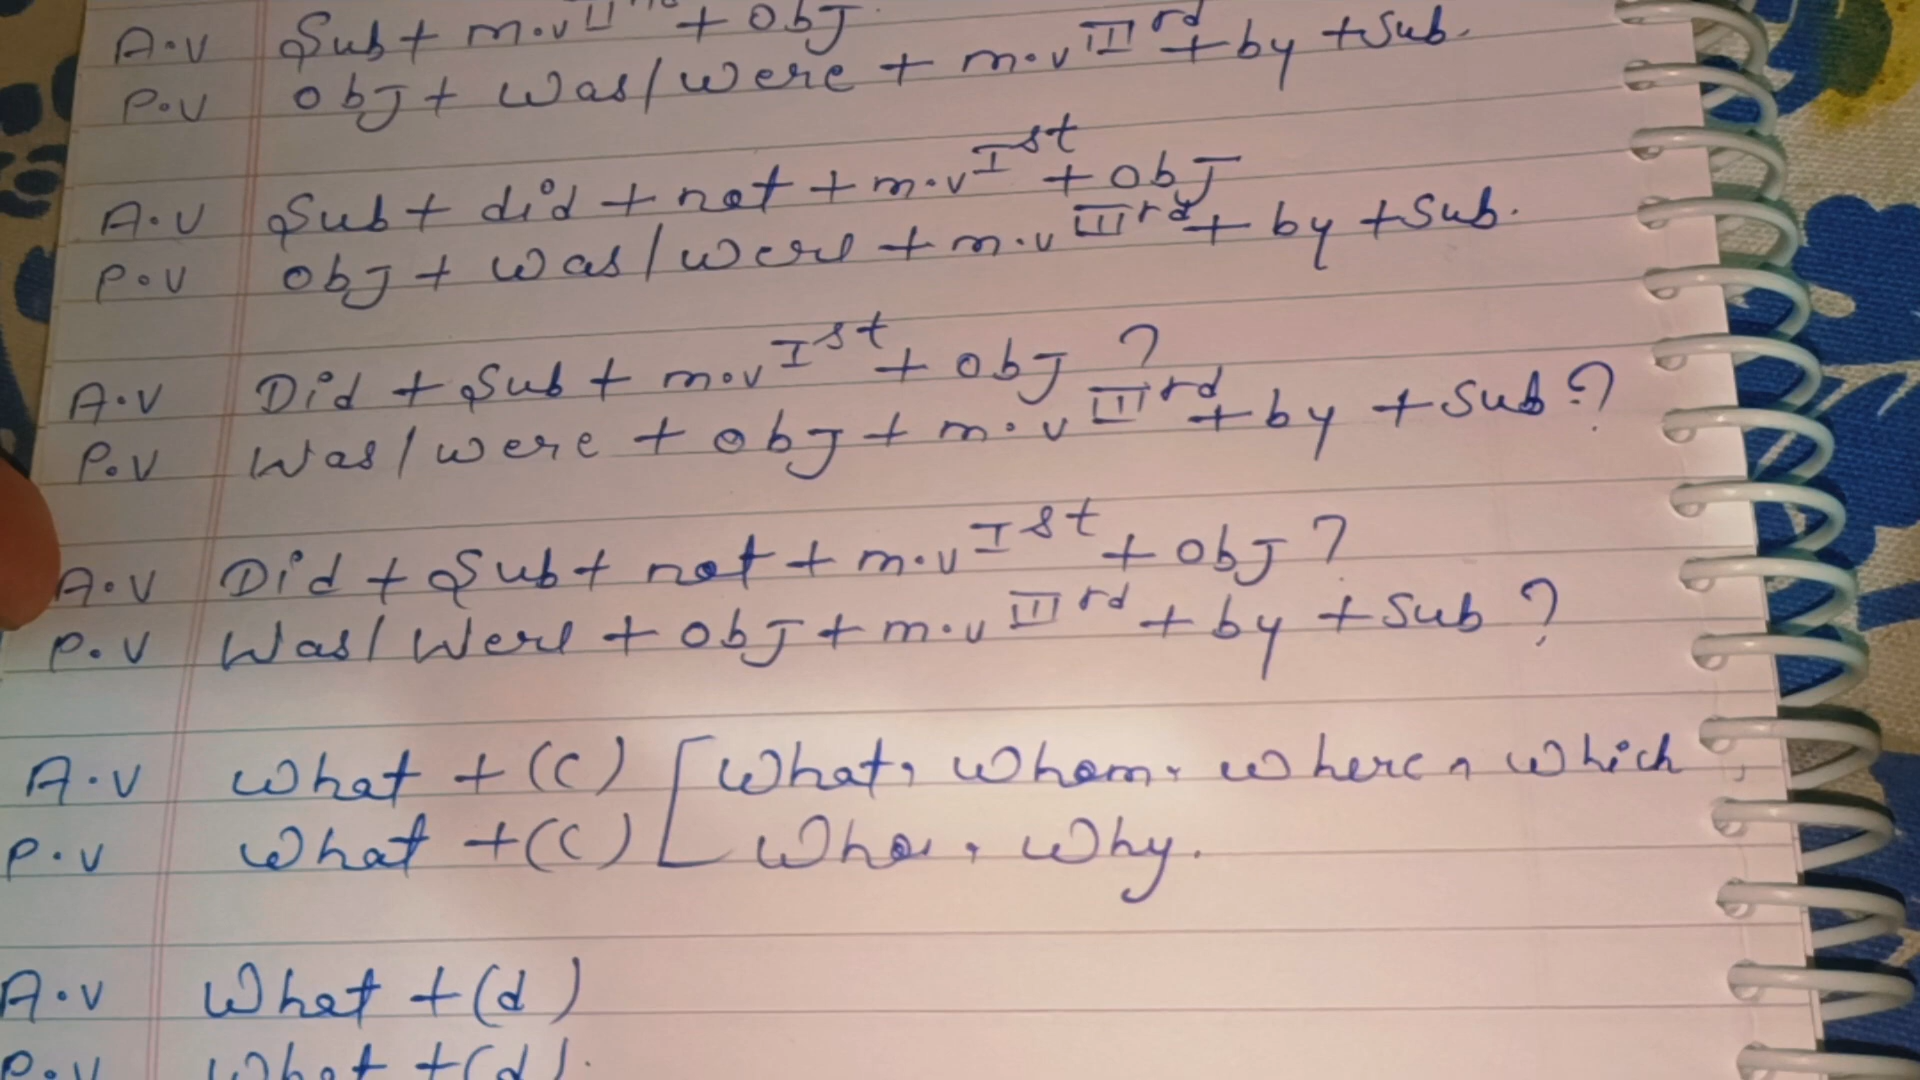 A.V Sub + m.v II nd + obj.
P.V obj + was/were + m.v III rd + by + sub.
A.V Sub + did + not + m.v I st + obj
P.V obj + was/were + m.v III rd + by + sub.
A.V Did + Sub + m.v I st + obj ?
P.V Was/were + obj + m.v III rd + by + sub ?
A.V Did + Sub + not + m.v I st + obj ?
P.V Was/were + obj + m.v III rd + by + sub ?
A.V What + (c) [ What, Whom, where, which
P.V What + (c) Who, Why.
A.V What + (d)
P.V What + (d).